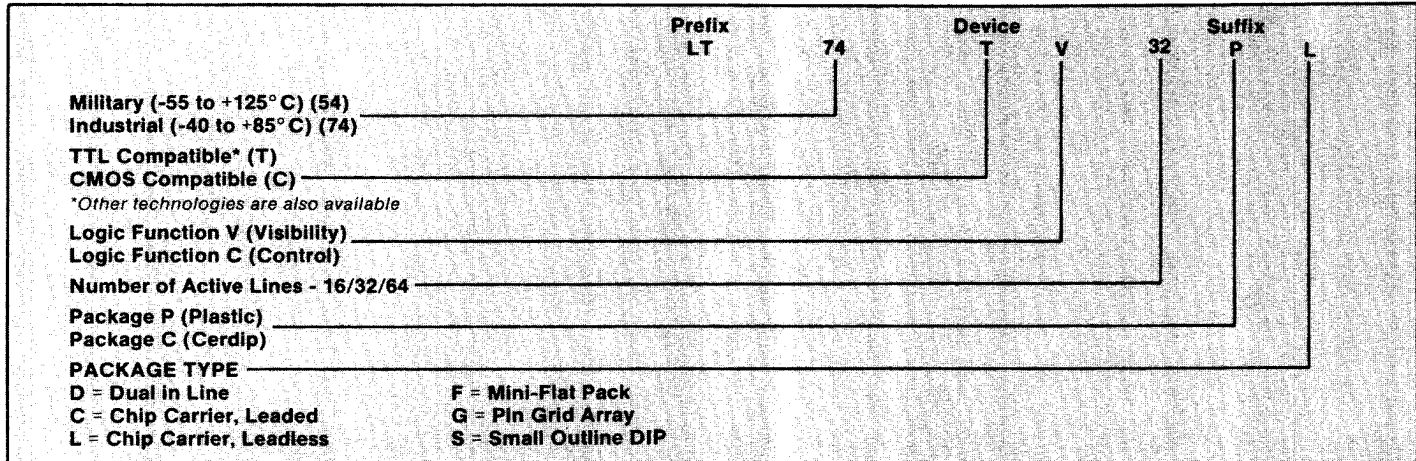 Prefix Device Suffix
LT 74 T V 32 P L
Military (-55 to +125°C) (54)
Industrial (-40 to +85°C) (74)
TTL Compatible* (T)
CMOS Compatible (C)
*Other technologies are also available
Logic Function V (Visibility)
Logic Function C (Control)
Number of Active Lines - 16/32/64
Package P (Plastic)
Package C (Cerdip)
PACKAGE TYPE
D = Dual in Line F = Mini-Flat Pack
C = Chip Carrier, Leaded G = Pin Grid Array
L = Chip Carrier, Leadless S = Small Outline DIP